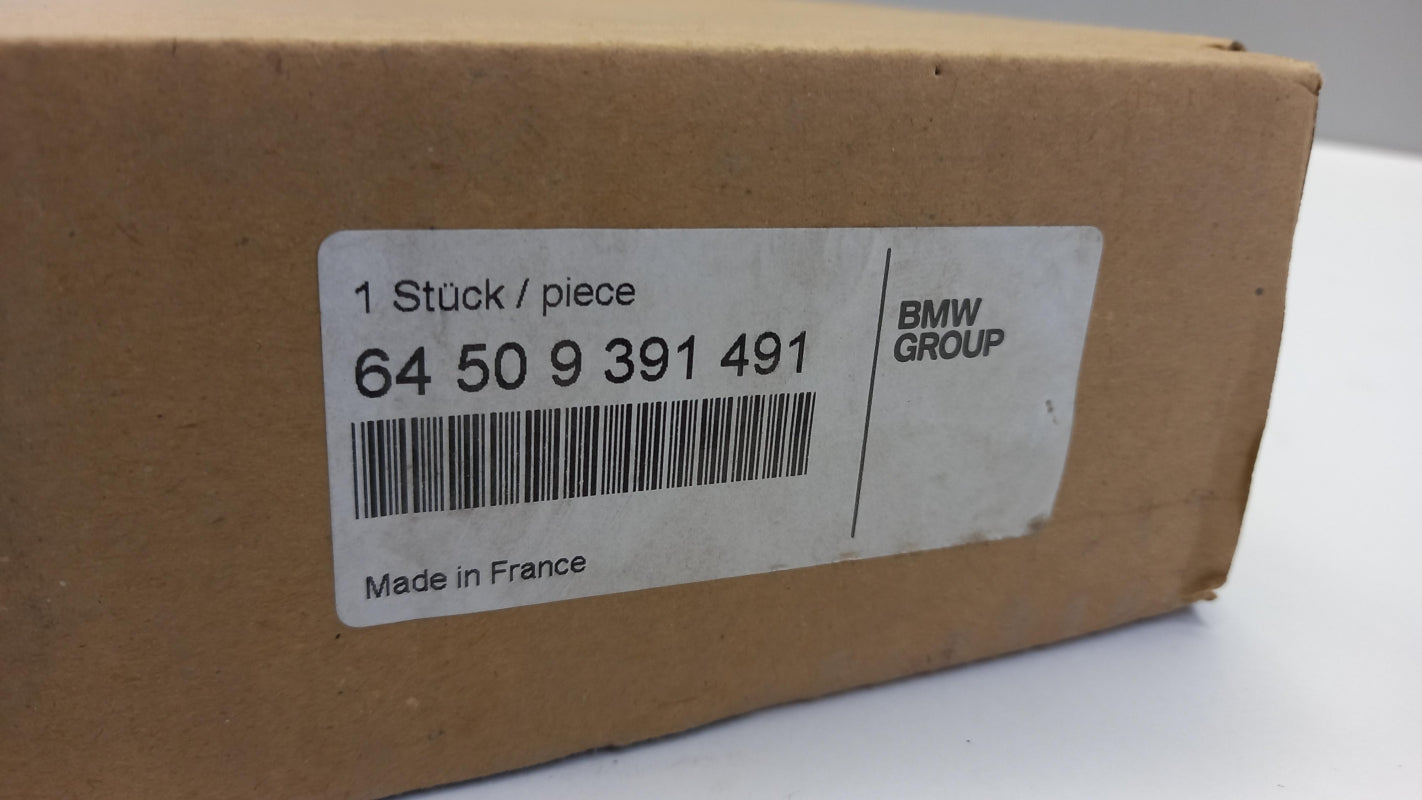 1 Stück / piece
64 50 9 391 491
Made in France
BMW
GROUP